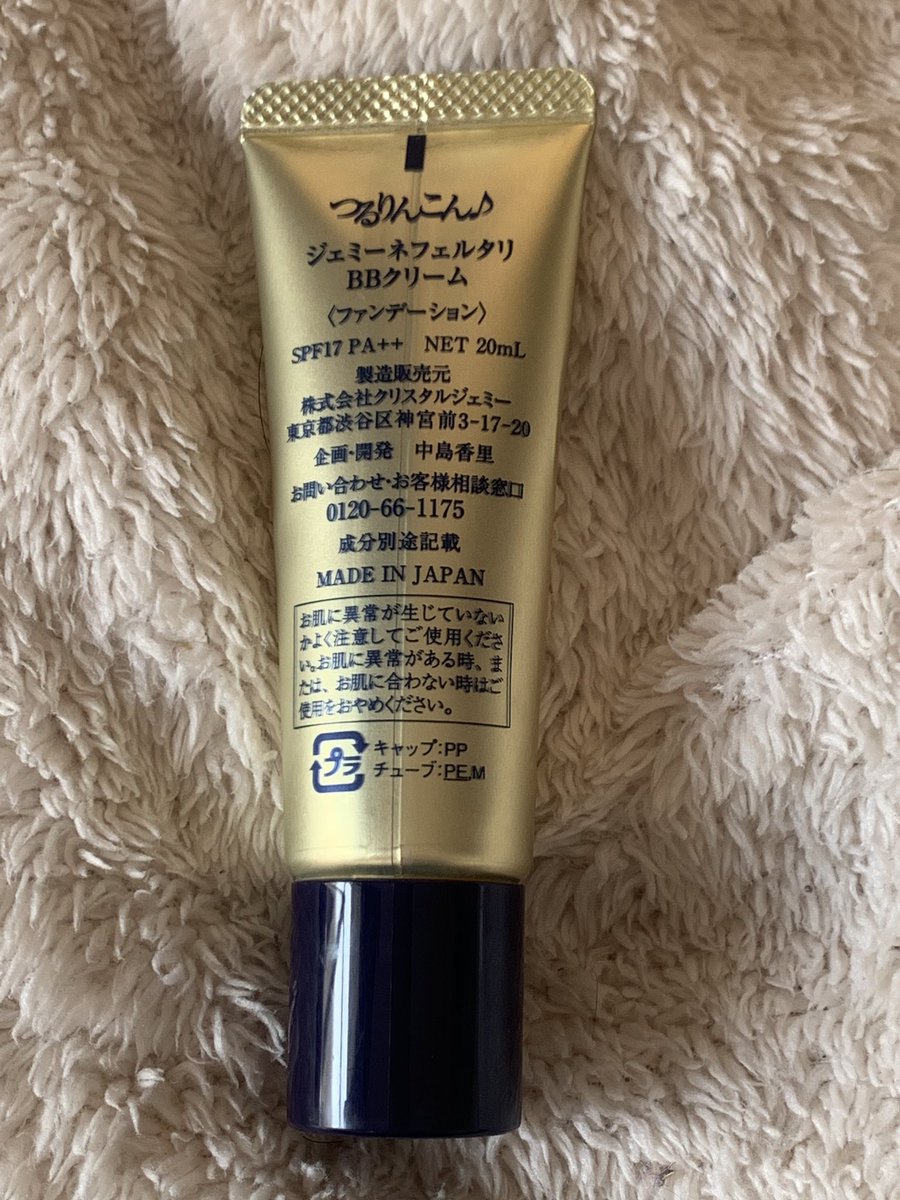 つるりんこん♪
ジェミーネフェルタリ
BBクリーム
〈ファンデーション〉
SPF17 PA++ NET 20mL
製造販売元
株式会社クリスタルジェミー
東京都渋谷区神宮前3-17-20
企画・開発 中島香里
お問い合わせ・お客様相談窓口
0120-66-1175
成分別途記載
MADE IN JAPAN
お肌に異常が生じていない
かよく注意してご使用くださ
い。お肌に異常がある時、ま
たは、お肌に合わない時はご
使用をおやめください。
プラ
キャップ:PP
チューブ:PE,M